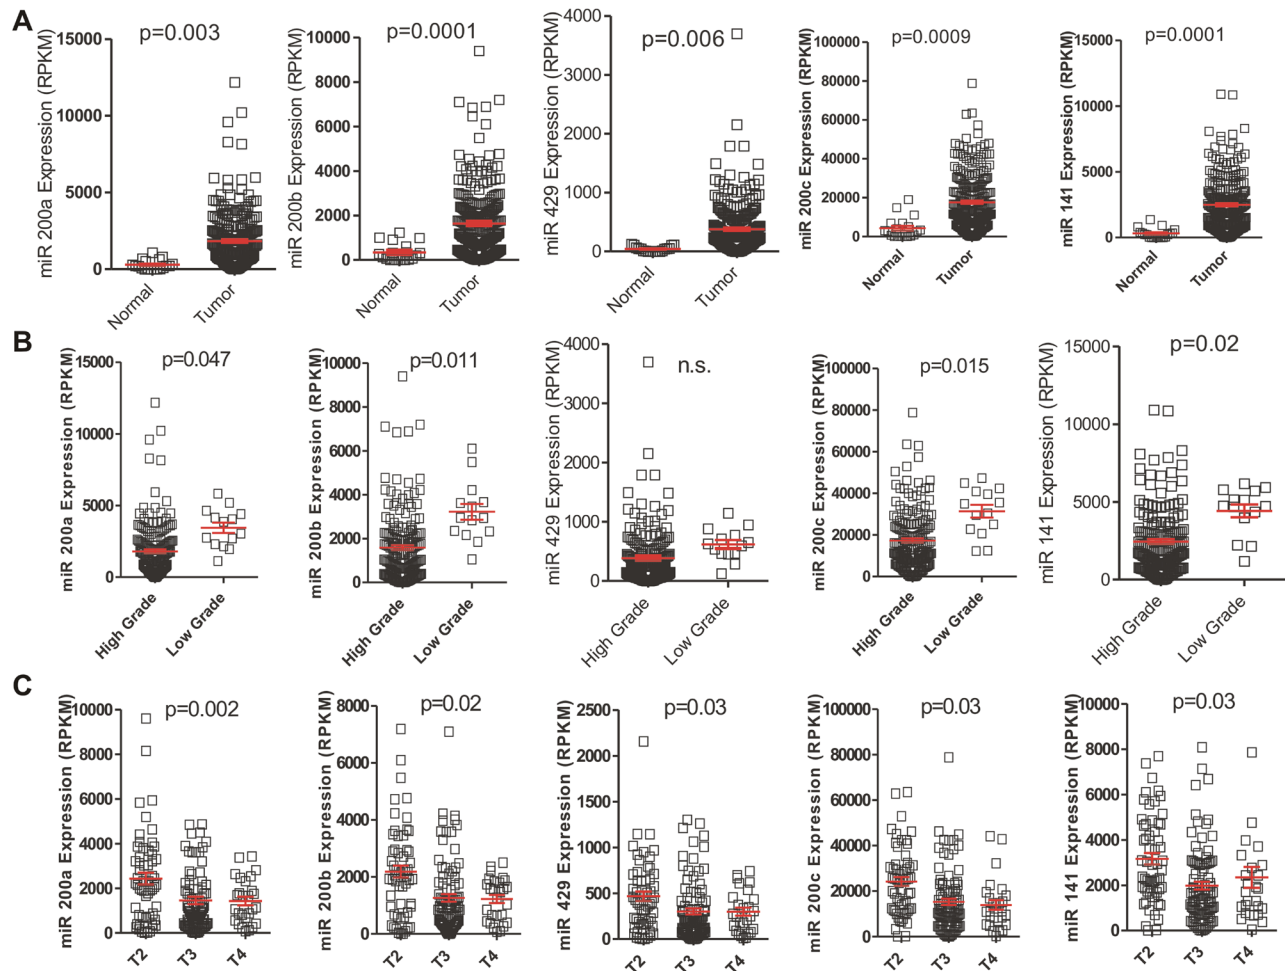 A
miR 200a Expression (RPKM)
p=0.003
15000
10000
5000
0
Normal
Tumor
miR 200b Expression (RPKM)
p=0.0001
10000
8000
6000
4000
2000
0
Normal
Tumor
miR 429 Expression (RPKM)
p=0.006
4000
3000
2000
1000
0
Normal
Tumor
miR 200c Expression (RPKM)
p=0.0009
100000
80000
60000
40000
20000
0
Normal
Tumor
miR 141 Expression (RPKM)
p=0.0001
15000
10000
5000
0
Normal
Tumor
B
miR 200a Expression (RPKM)
p=0.047
15000
10000
5000
0
High Grade
Low Grade
miR 200b Expression (RPKM)
p=0.011
10000
8000
6000
4000
2000
0
High Grade
Low Grade
miR 429 Expression (RPKM)
n.s.
4000
3000
2000
1000
0
High Grade
Low Grade
miR 200c Expression (RPKM)
p=0.015
100000
80000
60000
40000
20000
0
High Grade
Low Grade
miR 141 Expression (RPKM)
p=0.02
15000
10000
5000
0
High Grade
Low Grade
C
miR 200a Expression (RPKM)
p=0.002
10000
8000
6000
4000
2000
0
T2
T3
T4
miR 200b Expression (RPKM)
p=0.02
8000
6000
4000
2000
0
T2
T3
T4
miR 429 Expression (RPKM)
p=0.03
2500
2000
1500
1000
500
0
T2
T3
T4
miR 200c Expression (RPKM)
p=0.03
100000
80000
60000
40000
20000
0
T2
T3
T4
miR 141 Expression (RPKM)
p=0.03
10000
8000
6000
4000
2000
0
T2
T3
T4